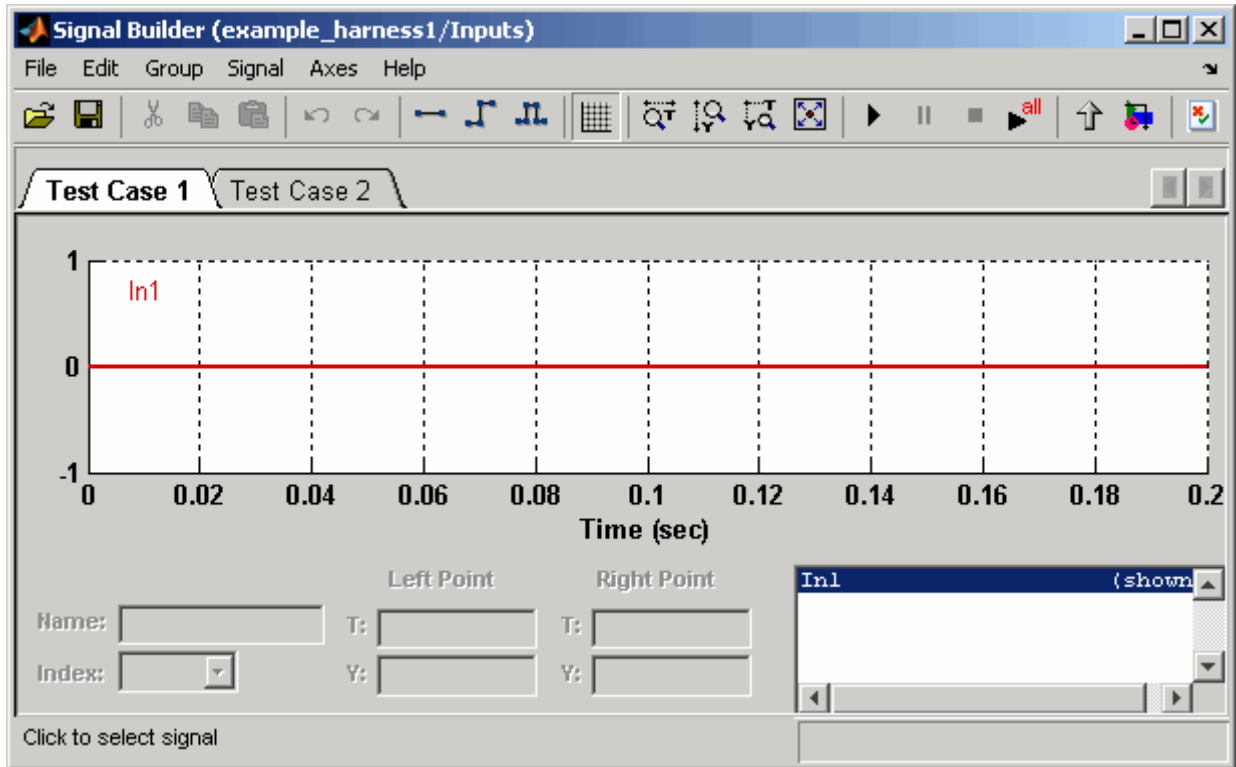 Signal Builder (example_harness1/Inputs)
File Edit Group Signal Axes Help
all
Test Case 1 Test Case 2
1
In1
0
-1
0 0.02 0.04 0.06 0.08 0.1 0.12 0.14 0.16 0.18 0.2
Time (sec)
Left Point Right Point
In1 (shown
Name: T: T:
Index: Y: Y:
Click to select signal